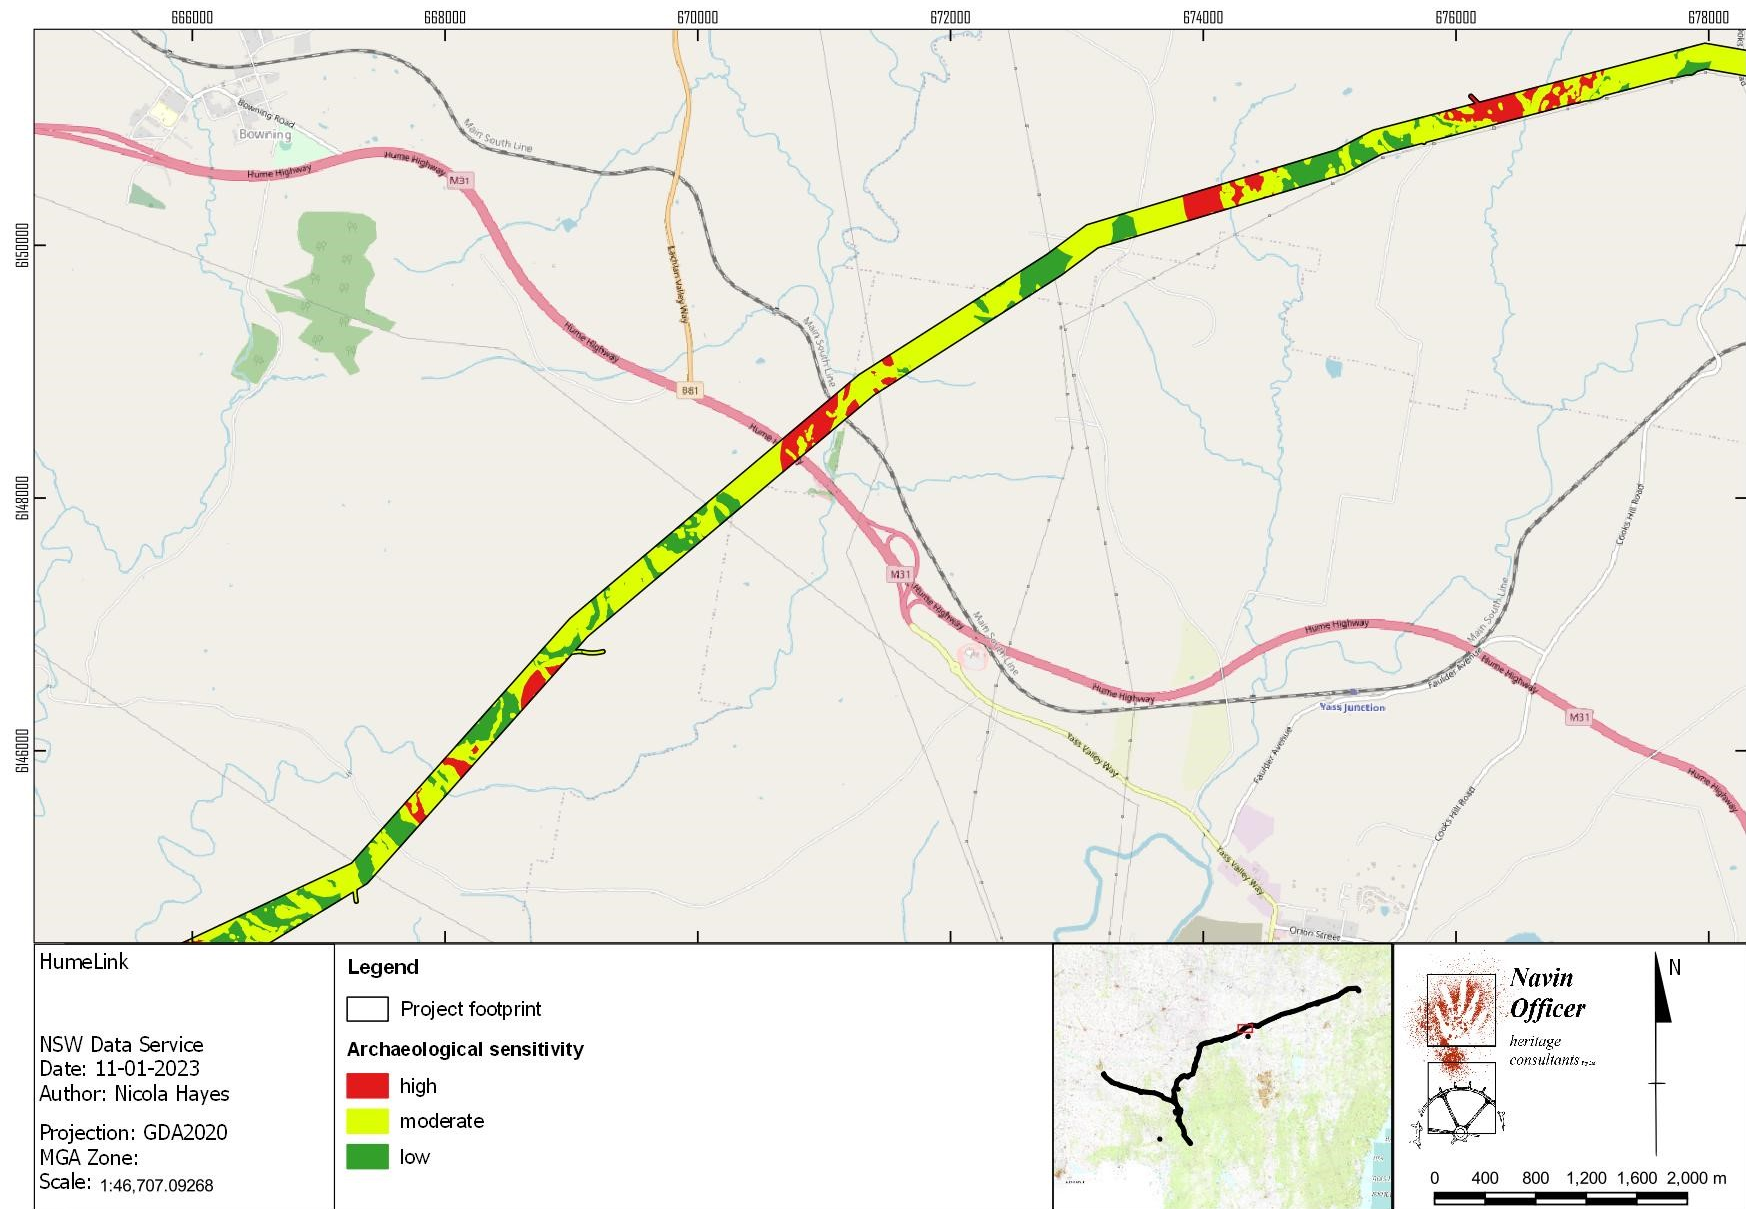 666000 668000 670000 672000 674000 676000 678000
6150000
6148000
6146000
Bowning Road
Bowning
Main South Line
Hume Highway
Hume Highway
M31
Lachlan Valley Way
Hume Highway
Main South Line
B81
M31
Hume Highway
Main South Line
Hume Highway
Hume Highway
Main South Line
Cooks Hill Road
Faulder Avenue
Hume Highway
Yass Junction
M31
Yass Valley Way
Faulder Avenue
Hume Highway
Cooks Hill Road
Yass Valley Way
Orion Street
HumeLink
NSW Data Service
Date: 11-01-2023
Author: Nicola Hayes
Projection: GDA2020
MGA Zone:
Scale: 1:46,707.09268
Legend
Project footprint
Archaeological sensitivity
high
moderate
low
Navin
Officer
heritage
consultants
N
0 400 800 1,200 1,600 2,000 m